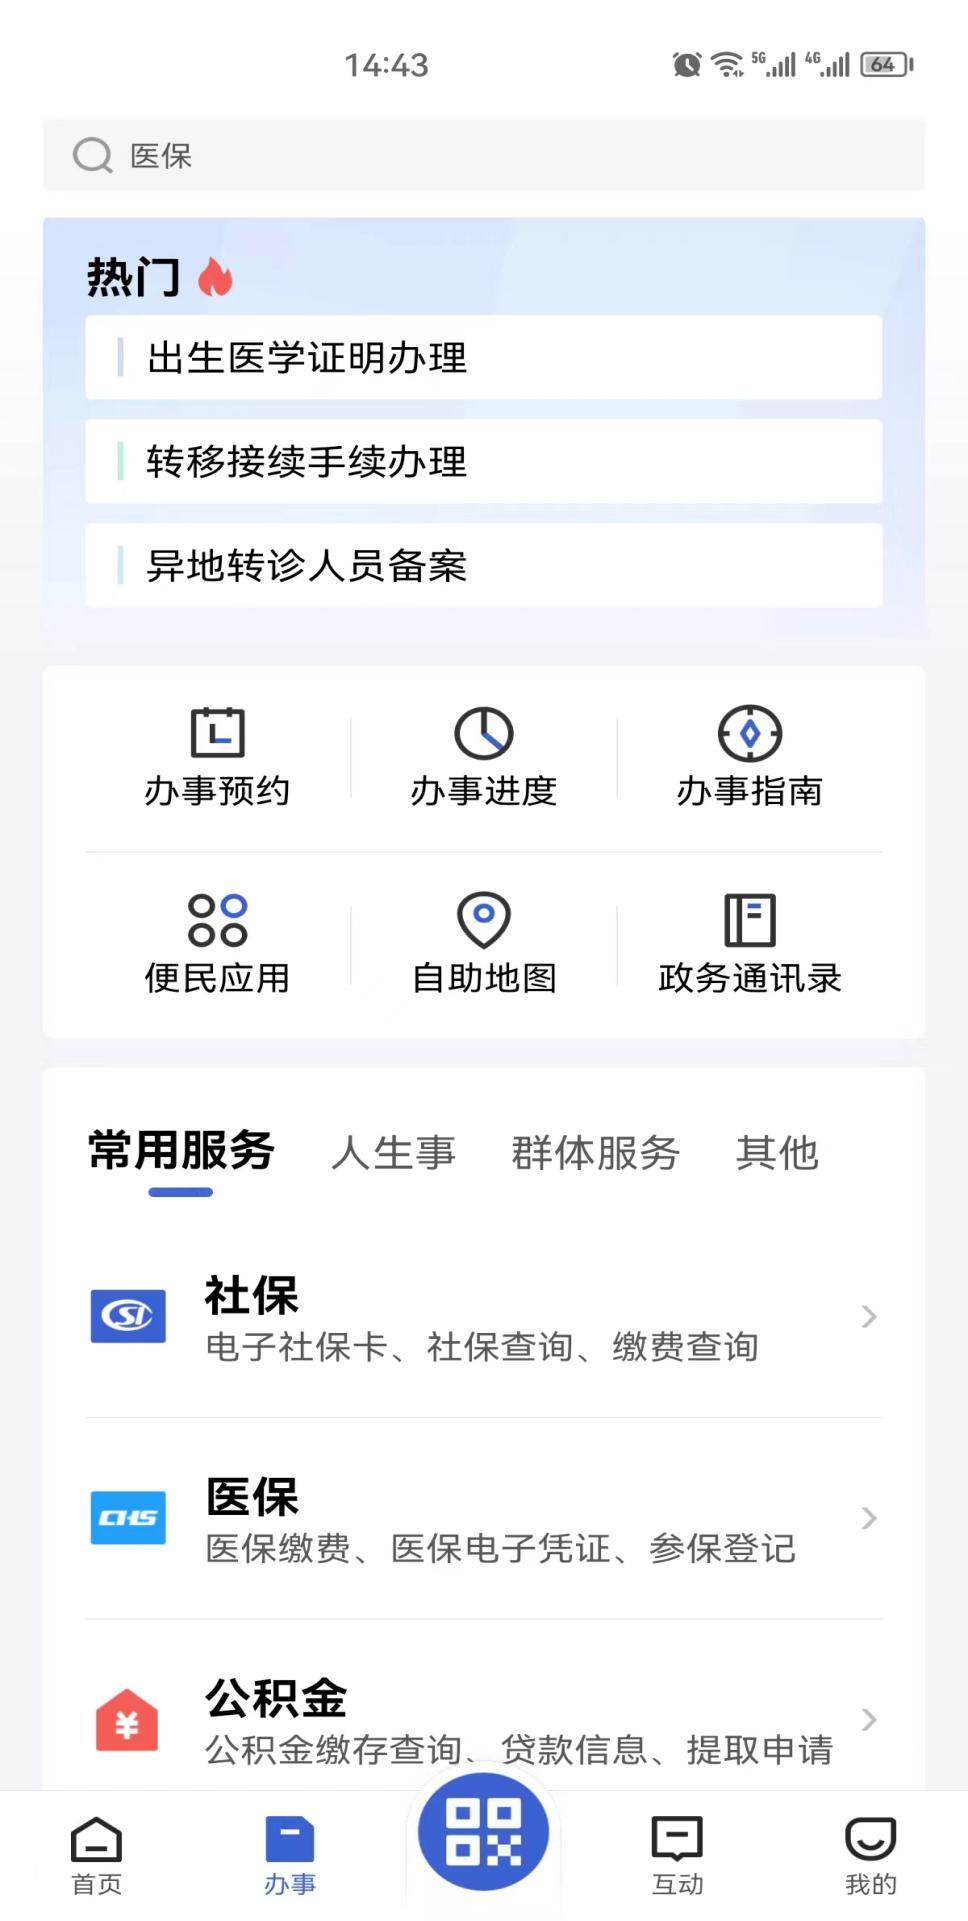 14:43
5G 4G 64
医保
热门
出生医学证明办理
转移接续手续办理
异地转诊人员备案
办事预约 办事进度 办事指南
便民应用 自助地图 政务通讯录
常用服务 人生事 群体服务 其他
社保
电子社保卡、社保查询、缴费查询
医保
CHS
医保缴费、医保电子凭证、参保登记
公积金
¥
公积金缴存查询、贷款信息、提取申请
首页 办事 互动 我的